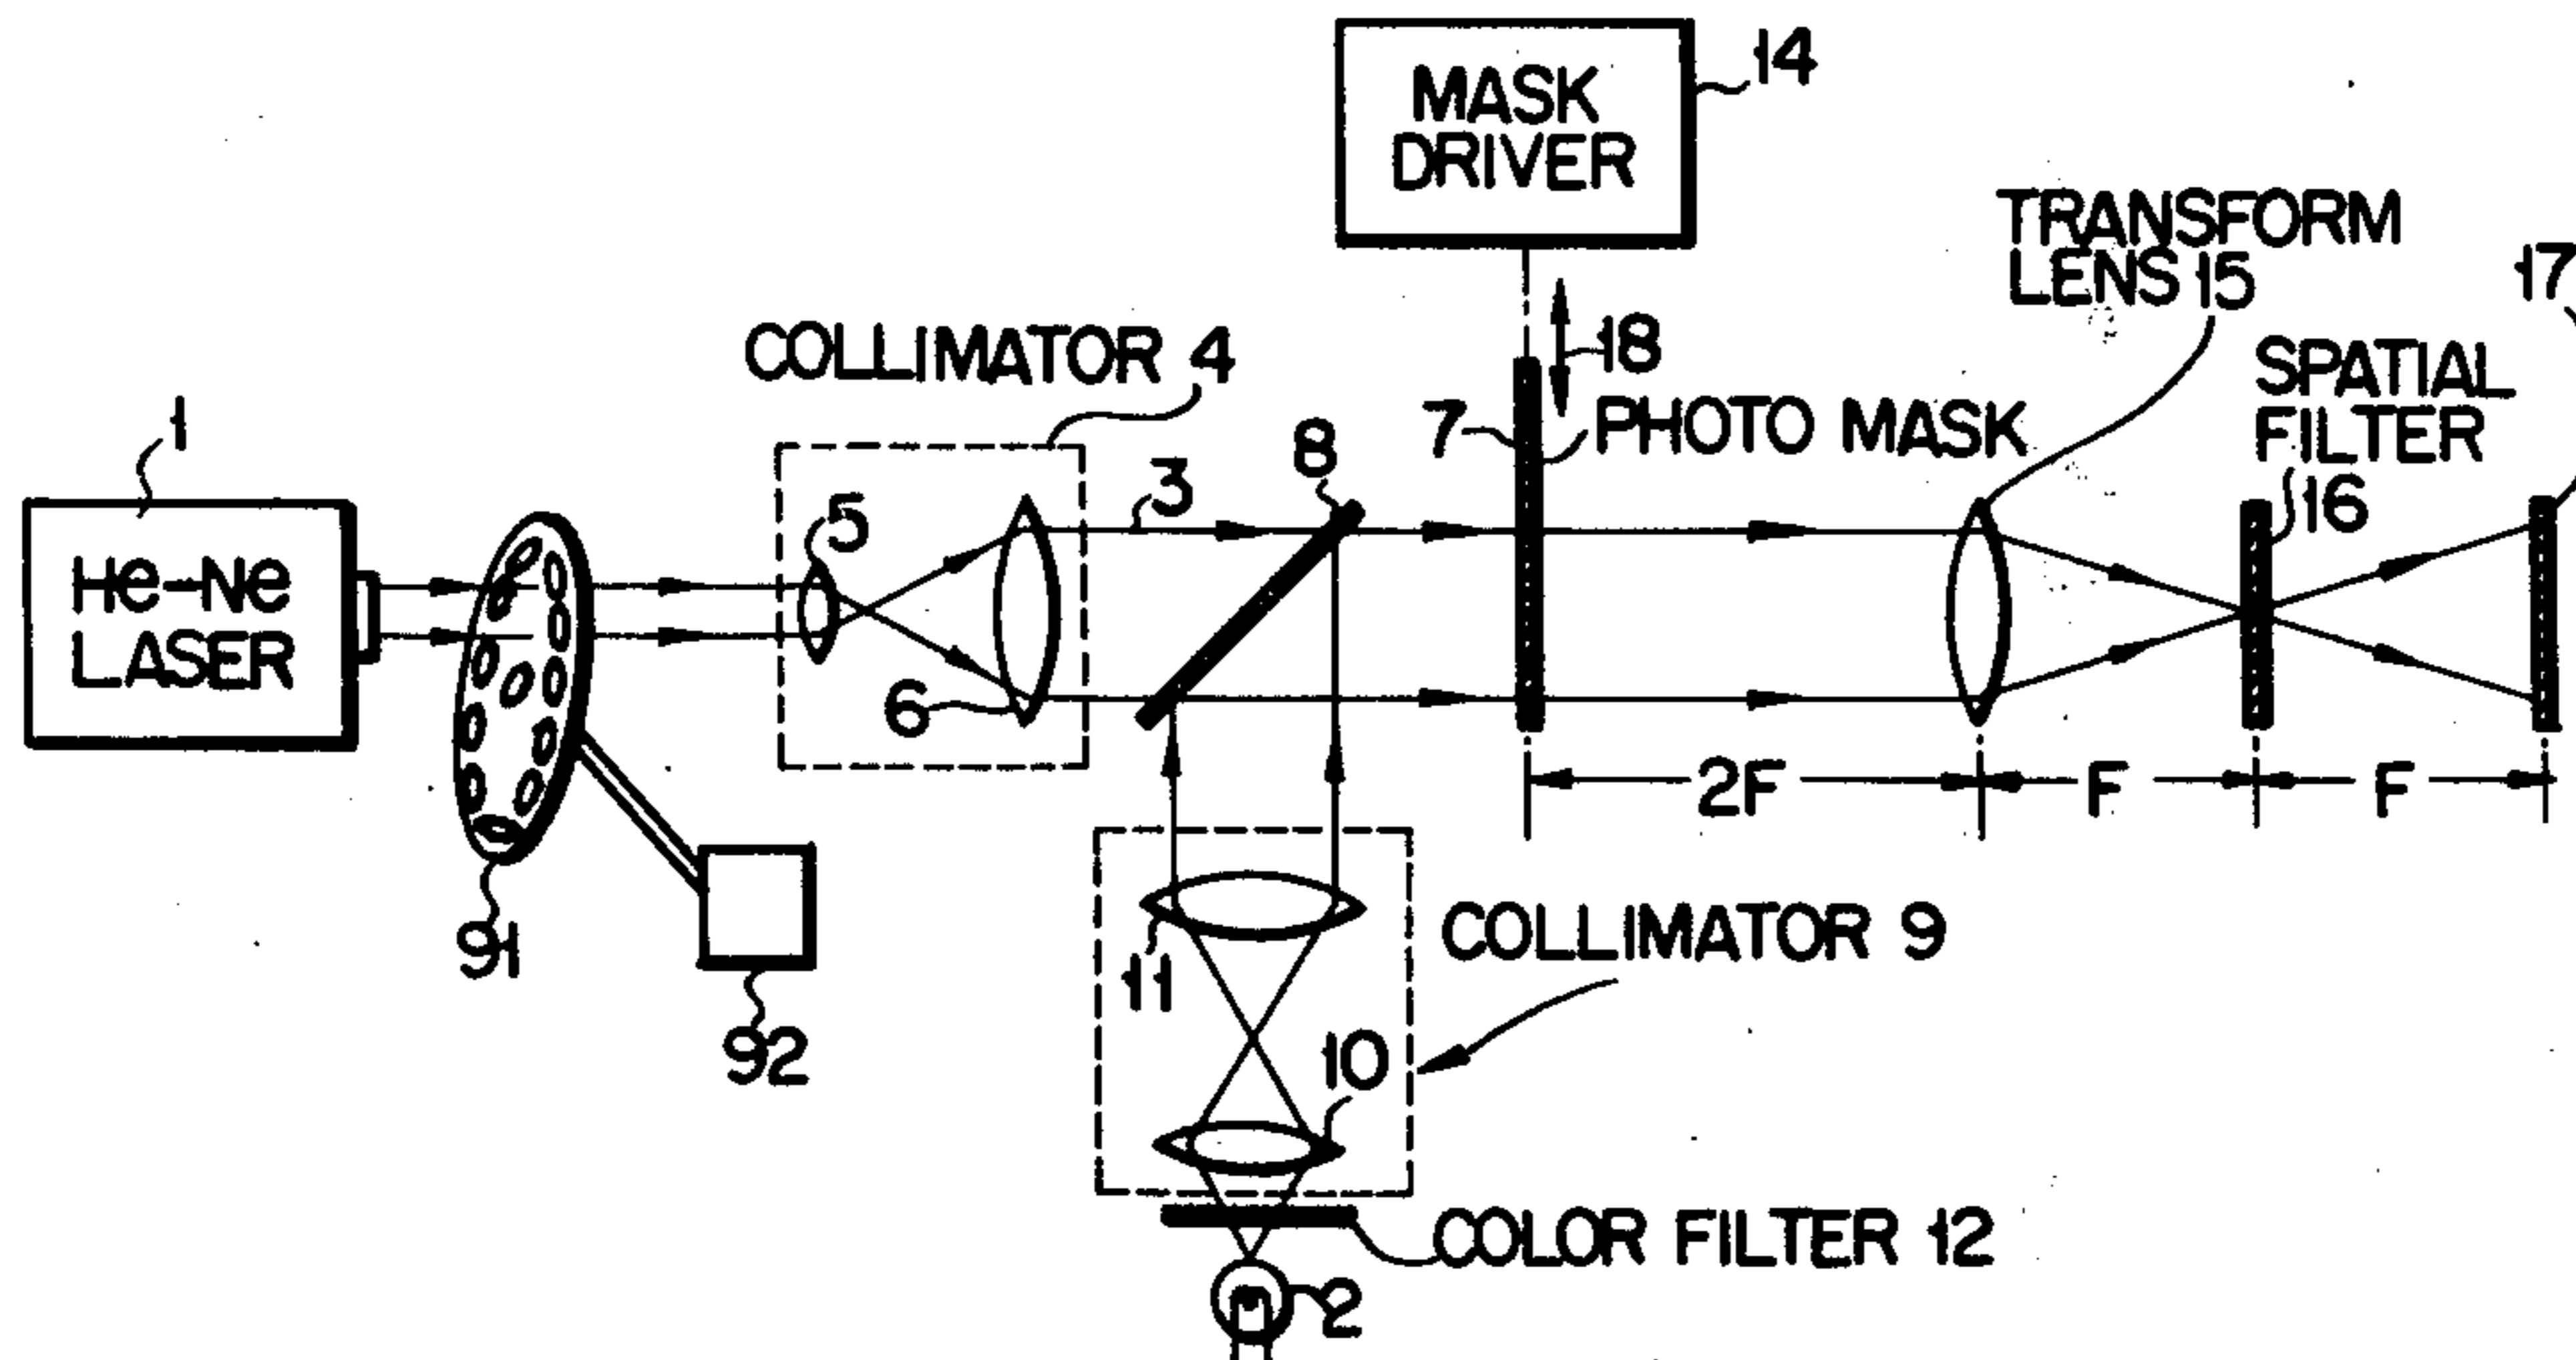 MASK
DRIVER
14
TRANSFORM
LENS 15
17
COLLIMATOR 4
18
SPATIAL
FILTER
16
1
7
PHOTO MASK
8
3
5
He-Ne
LASER
6
2F
F
F
91
92
11
COLLIMATOR 9
10
COLOR FILTER 12
2